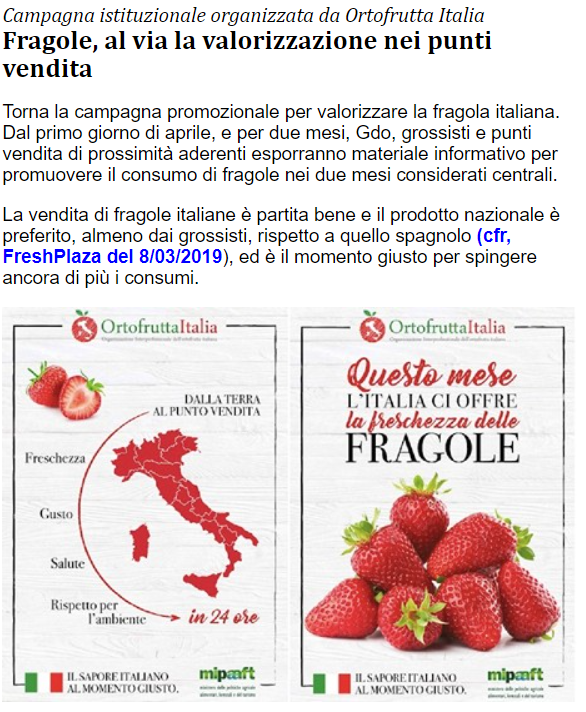 Campagna istituzionale organizzata da Ortofrutta Italia
Fragole, al via la valorizzazione nei punti
vendita
Torna la campagna promozionale per valorizzare la fragola italiana.
Dal primo giorno di aprile, e per due mesi, Gdo, grossisti e punti
vendita di prossimità aderenti esporranno materiale informativo per
promuovere il consumo di fragole nei due mesi considerati centrali.
La vendita di fragole italiane è partita bene e il prodotto nazionale è
preferito, almeno dai grossisti, rispetto a quello spagnolo (cfr,
FreshPlaza del 8/03/2019), ed è il momento giusto per spingere
ancora di più i consumi.
OrtofruttaItalia
Organizzazione Interprofessionale dell'ortofrutta italiana
DALLA TERRA
AL PUNTO VENDITA
Freschezza
Gusto
Salute
Rispetto per
l'ambiente
in 24 ore
IL SAPORE ITALIANO
AL MOMENTO GIUSTO.
mipaaft
ministero delle politiche agricole
alimentari, forestali e del turismo
OrtofruttaItalia
Organizzazione Interprofessionale dell'ortofrutta italiana
Questo mese
L'ITALIA CI OFFRE
la freschezza delle
FRAGOLE
IL SAPORE ITALIANO
AL MOMENTO GIUSTO.
mipaaft
ministero delle politiche agricole
alimentari, forestali e del turismo